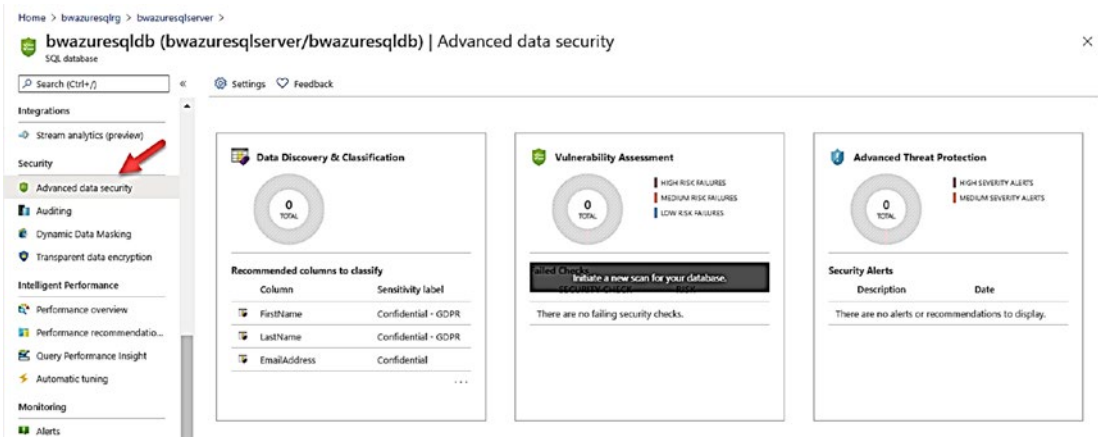 Home > bwazuresqlrg > bwazuresqlserver >
bwazuresqldb (bwazuresqlserver/bwazuresqldb) | Advanced data security
SQL database
Search (Ctrl+/)
Settings
Feedback
Integrations
Stream analytics (preview)
Security
Advanced data security
Auditing
Dynamic Data Masking
Transparent data encryption
Intelligent Performance
Performance overview
Performance recommendatio...
Query Performance Insight
Automatic tuning
Monitoring
Alerts
Data Discovery & Classification
0
TOTAL
Recommended columns to classify
Column Sensitivity label
FirstName Confidential - GDPR
LastName Confidential - GDPR
EmailAddress Confidential
...
Vulnerability Assessment
0
TOTAL
HIGH RISK FAILURES
MEDIUM RISK FAILURES
LOW RISK FAILURES
Failed Checks
Initiate a new scan for your database.
SECURITY CHECK RISK
There are no failing security checks.
Advanced Threat Protection
0
TOTAL
HIGH SEVERITY ALERTS
MEDIUM SEVERITY ALERTS
Security Alerts
Description Date
There are no alerts or recommendations to display.